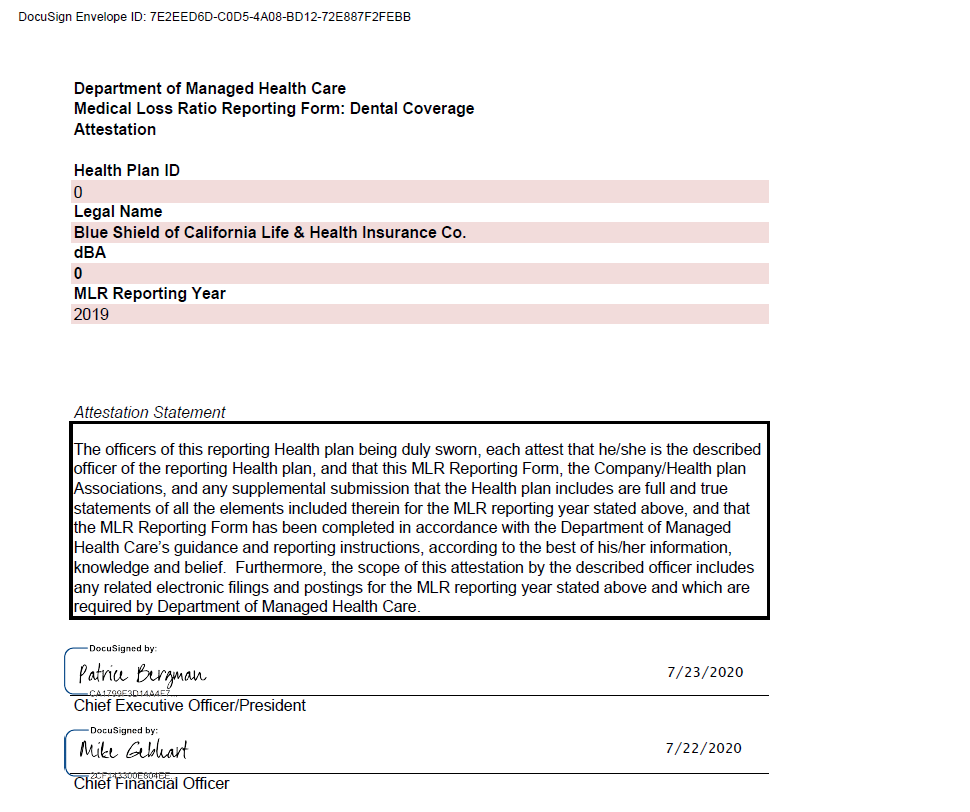 DocuSign Envelope ID: 7E2EED6D-C0D5-4A08-BD12-72E887F2FEBB
Department of Managed Health Care
Medical Loss Ratio Reporting Form: Dental Coverage
Attestation
Health Plan ID
0
Legal Name
Blue Shield of California Life & Health Insurance Co.
dBA
0
MLR Reporting Year
2019
Attestation Statement
The officers of this reporting Health plan being duly sworn, each attest that he/she is the described
officer of the reporting Health plan, and that this MLR Reporting Form, the Company/Health plan
Associations, and any supplemental submission that the Health plan includes are full and true
statements of all the elements included therein for the MLR reporting year stated above, and that
the MLR Reporting Form has been completed in accordance with the Department of Managed
Health Care's guidance and reporting instructions, according to the best of his/her information,
knowledge and belief.  Furthermore, the scope of this attestation by the described officer includes
any related electronic filings and postings for the MLR reporting year stated above and which are
required by Department of Managed Health Care.
DocuSigned by:
Patrice Bergman 7/23/2020
CA1799F3D14A4F7...
Chief Executive Officer/President
DocuSigned by:
Mike Gebhart 7/22/2020
Chief Financial Officer